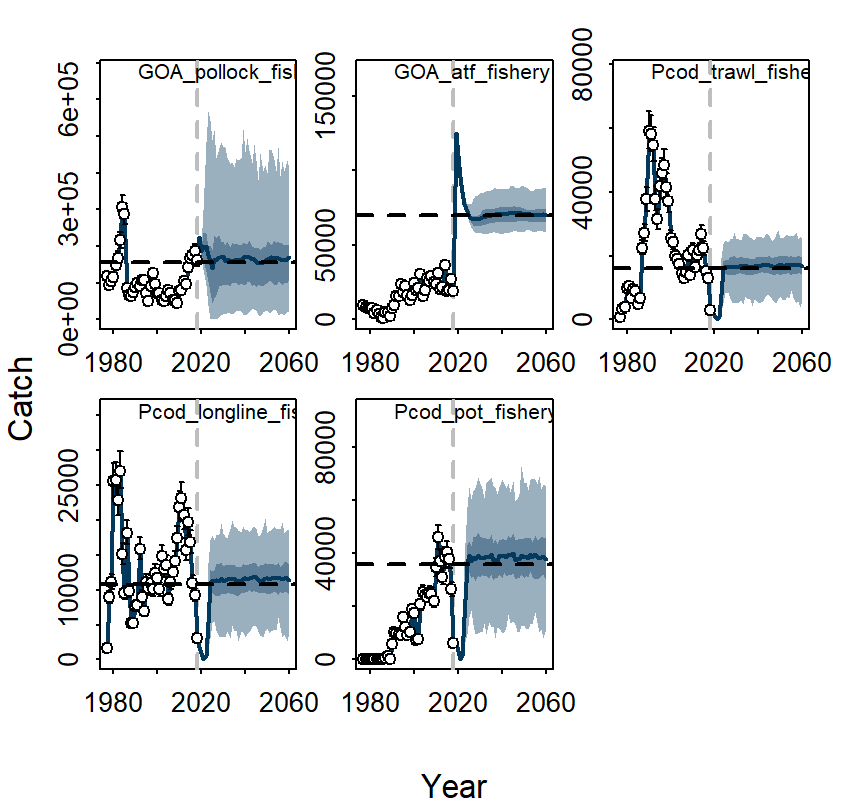 GOA_pollock_fish
GOA_atf_fishery
Pcod_trawl_fishe
0e+00 3e+05 6e+05
0 50000 150000
0 40000 80000
1980 2020 2060
1980 2020 2060
1980 2020 2060
Catch
Pcod_longline_fis
Pcod_pot_fishery
0 10000 25000
0 40000 80000
1980 2020 2060
1980 2020 2060
Year